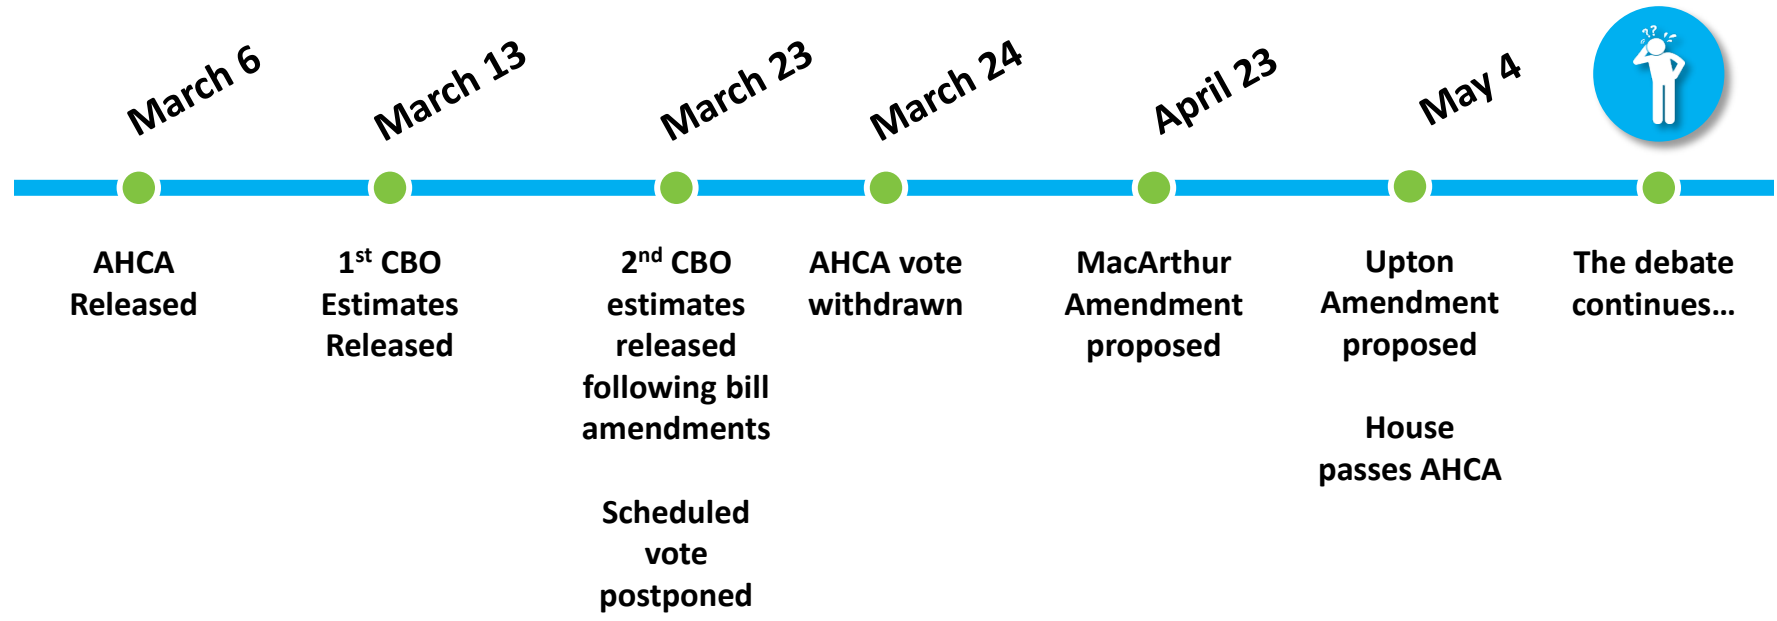 March 6
March 13
March 23
March 24
April 23
May 4
??
AHCA
Released
1st CBO
Estimates
Released
2nd CBO
estimates
released
following bill
amendments
Scheduled
vote
postponed
AHCA vote
withdrawn
MacArthur
Amendment
proposed
Upton
Amendment
proposed
House
passes AHCA
The debate
continues…